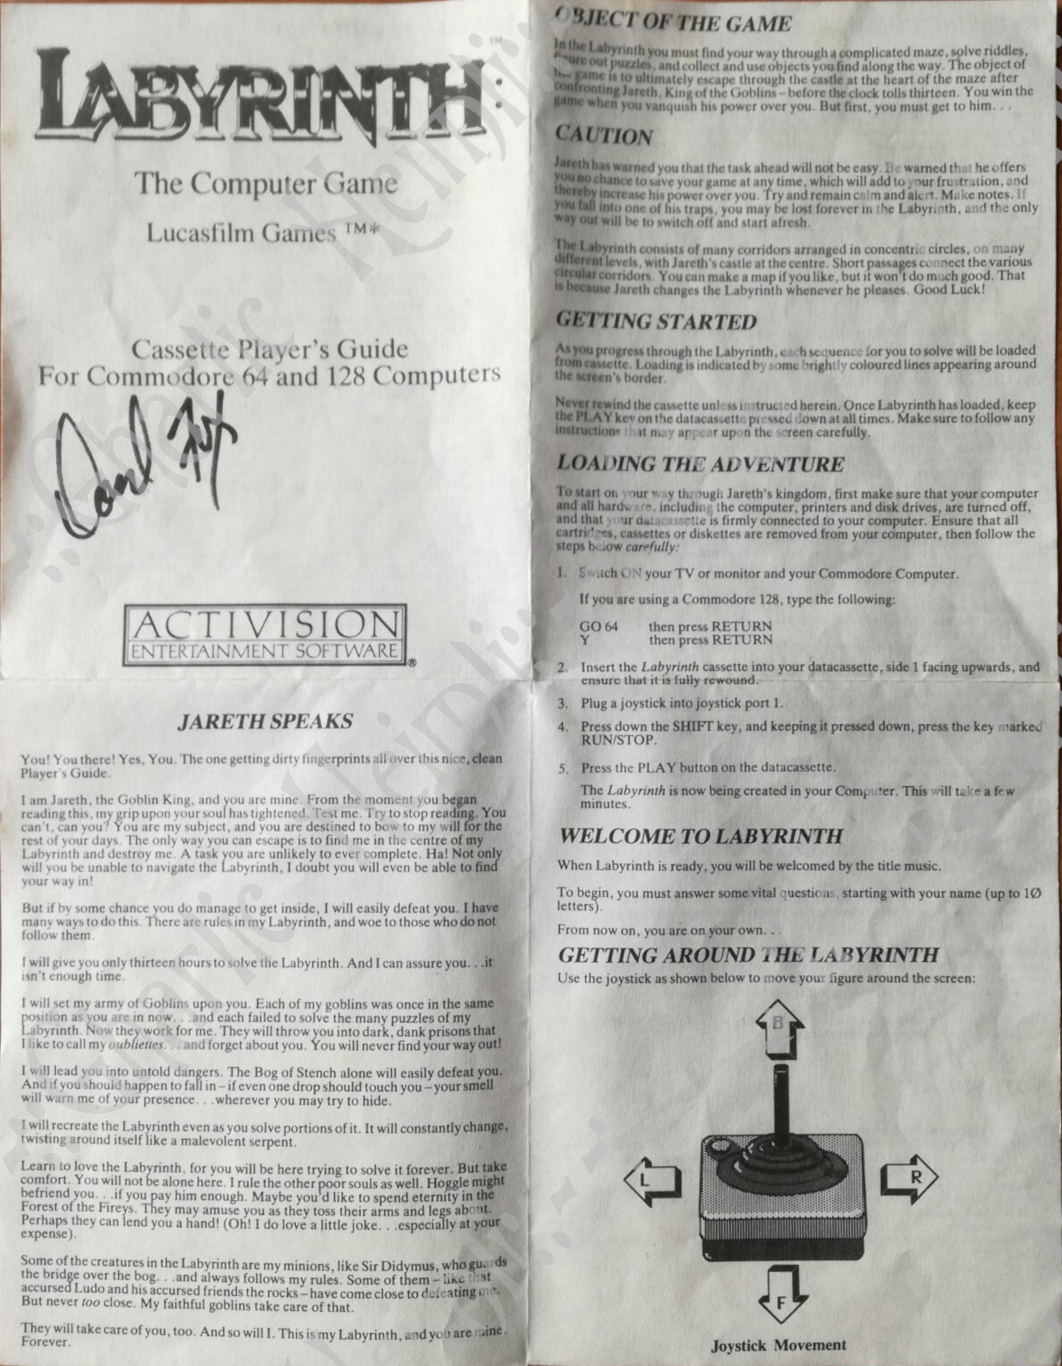 LABYRINTH:™
The Computer Game
Lucasfilm Games ™*
Cassette Player's Guide
For Commodore 64 and 128 Computers
David Fox
ACTIVISION
ENTERTAINMENT SOFTWARE®
JARETH SPEAKS
You! You there! Yes, You. The one getting dirty fingerprints all over this nice, clean
Player's Guide.
I am Jareth, the Goblin King, and you are mine. From the moment you began
reading this, my grip upon your soul has tightened. Test me. Try to stop reading. You
can't, can you? You are my subject, and you are destined to bow to my will for the
rest of your days. The only way you can escape is to find me in the centre of my
Labyrinth and destroy me. A task you are unlikely to ever complete. Ha! Not only
will you be unable to navigate the Labyrinth, I doubt you will even be able to find
your way in!
But if by some chance you do manage to get inside, I will easily defeat you. I have
many ways to do this. There are rules in my Labyrinth, and woe to those who do not
follow them.
I will give you only thirteen hours to solve the Labyrinth. And I can assure you. . .it
isn't enough time.
I will set my army of Goblins upon you. Each of my goblins was once in the same
position as you are in now. . .and each failed to solve the many puzzles of my
Labyrinth. Now they work for me. They will throw you into dark, dank prisons that
I like to call my oubliettes. . .and forget about you. You will never find your way out!
I will lead you into untold dangers. The Bog of Stench alone will easily defeat you.
And if you should happen to fall in – if even one drop should touch you – your smell
will warn me of your presence. . .wherever you may try to hide.
I will recreate the Labyrinth even as you solve portions of it. It will constantly change,
twisting around itself like a malevolent serpent.
Learn to love the Labyrinth, for you will be here trying to solve it forever. But take
comfort. You will not be alone here. I rule the other poor souls as well. Hoggle might
befriend you. . .if you pay him enough. Maybe you'd like to spend eternity in the
Forest of the Fireys. They may amuse you as they toss their arms and legs about.
Perhaps they can lend you a hand! (Oh! I do love a little joke. . .especially at your
expense).
Some of the creatures in the Labyrinth are my minions, like Sir Didymus, who guards
the bridge over the bog. . .and always follows my rules. Some of them – like that
accursed Ludo and his accursed friends the rocks – have come close to defeating me.
But never too close. My faithful goblins take care of that.
They will take care of you, too. And so will I. This is my Labyrinth, and you are mine.
Forever.
OBJECT OF THE GAME
In the Labyrinth you must find your way through a complicated maze, solve riddles,
figure out puzzles, and collect and use objects you find along the way. The object of
the game is to ultimately escape through the castle at the heart of the maze after
confronting Jareth, King of the Goblins – before the clock tolls thirteen. You win the
game when you vanquish his power over you. But first, you must get to him. . .
CAUTION
Jareth has warned you that the task ahead will not be easy. Be warned that he offers
you no chance to save your game at any time, which will add to your frustration, and
thereby increase his power over you. Try and remain calm and alert. Make notes. If
you fall into one of his traps, you may be lost forever in the Labyrinth, and the only
way out will be to switch off and start afresh.
The Labyrinth consists of many corridors arranged in concentric circles, on many
different levels, with Jareth's castle at the centre. Short passages connect the various
circular corridors. You can make a map if you like, but it won't do much good. That
is because Jareth changes the Labyrinth whenever he pleases. Good Luck!
GETTING STARTED
As you progress through the Labyrinth, each sequence for you to solve will be loaded
from cassette. Loading is indicated by some brightly coloured lines appearing around
the screen's border.
Never rewind the cassette unless instructed herein. Once Labyrinth has loaded, keep
the PLAY key on the datacassette pressed down at all times. Make sure to follow any
instructions that may appear upon the screen carefully.
LOADING THE ADVENTURE
To start on your way through Jareth's kingdom, first make sure that your computer
and all hardware, including the computer, printers and disk drives, are turned off,
and that your datacassette is firmly connected to your computer. Ensure that all
cartridges, cassettes or diskettes are removed from your computer, then follow the
steps below carefully:
1. Switch ON your TV or monitor and your Commodore Computer.
If you are using a Commodore 128, type the following:
GO 64 then press RETURN
Y then press RETURN
2. Insert the Labyrinth cassette into your datacassette, side 1 facing upwards, and
ensure that it is fully rewound.
3. Plug a joystick into joystick port 1.
4. Press down the SHIFT key, and keeping it pressed down, press the key marked
RUN/STOP.
5. Press the PLAY button on the datacassette.
The Labyrinth is now being created in your Computer. This will take a few
minutes.
WELCOME TO LABYRINTH
When Labyrinth is ready, you will be welcomed by the title music.
To begin, you must answer some vital questions, starting with your name (up to 1Ø
letters).
From now on, you are on your own. . .
GETTING AROUND THE LABYRINTH
Use the joystick as shown below to move your figure around the screen:
B
L
R
F
Joystick Movement